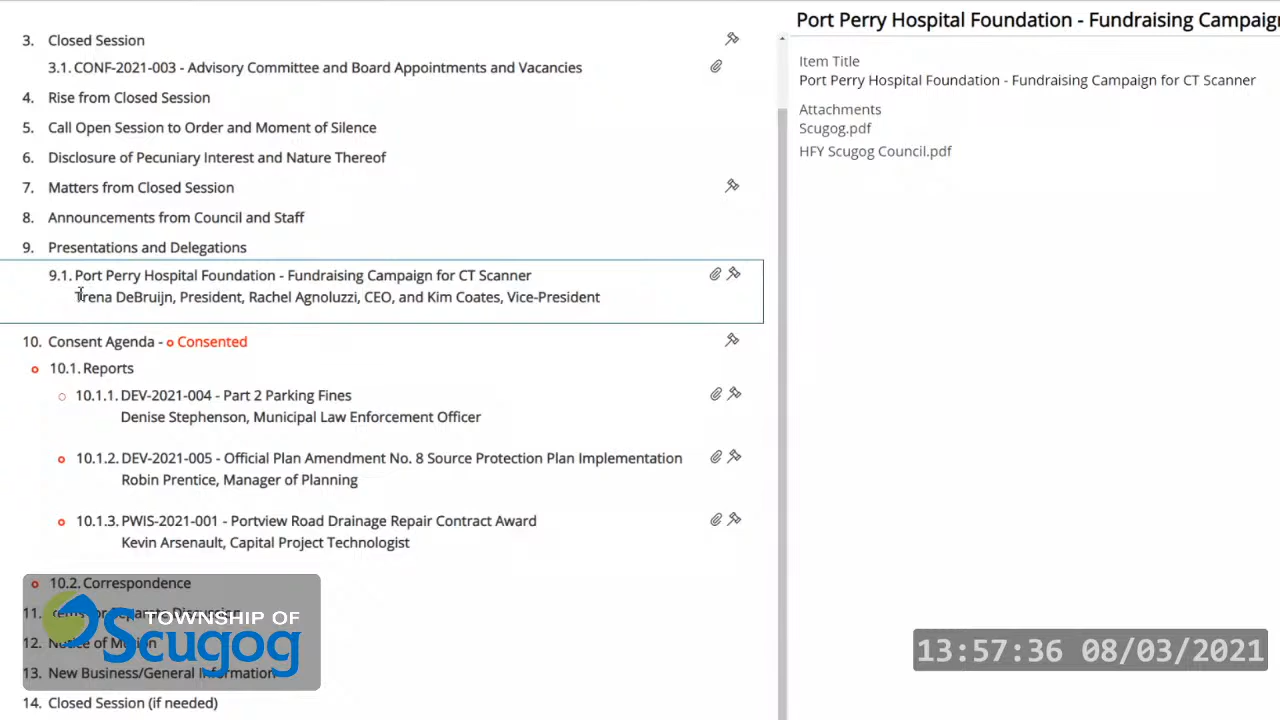 3. Closed Session
3.1. CONF-2021-003 - Advisory Committee and Board Appointments and Vacancies
4. Rise from Closed Session
5. Call Open Session to Order and Moment of Silence
6. Disclosure of Pecuniary Interest and Nature Thereof
7. Matters from Closed Session
8. Announcements from Council and Staff
9. Presentations and Delegations
9.1. Port Perry Hospital Foundation - Fundraising Campaign for CT Scanner
Trena DeBruijn, President, Rachel Agnoluzzi, CEO, and Kim Coates, Vice-President
10. Consent Agenda - Consented
10.1. Reports
10.1.1. DEV-2021-004 - Part 2 Parking Fines
Denise Stephenson, Municipal Law Enforcement Officer
10.1.2. DEV-2021-005 - Official Plan Amendment No. 8 Source Protection Plan Implementation
Robin Prentice, Manager of Planning
10.1.3. PWIS-2021-001 - Portview Road Drainage Repair Contract Award
Kevin Arsenault, Capital Project Technologist
10.2. Correspondence
11. Items for Separate Discussion
12. Notice of Motion
13. New Business/General Information
14. Closed Session (if needed)
TOWNSHIP OF
Scugog
Port Perry Hospital Foundation - Fundraising Campaign
Item Title
Port Perry Hospital Foundation - Fundraising Campaign for CT Scanner
Attachments
Scugog.pdf
HFY Scugog Council.pdf
13:57:36 08/03/2021